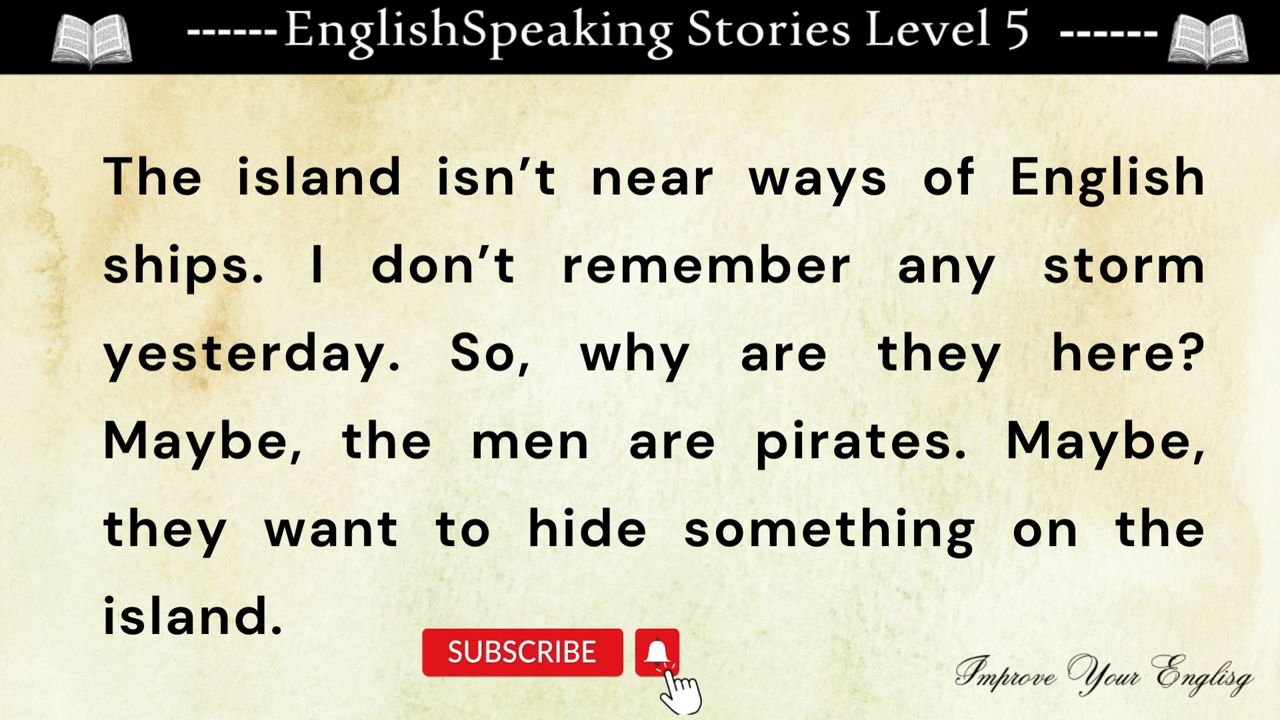 ------EnglishSpeaking Stories Level 5 ------
The island isn’t near ways of English
ships. I don’t remember any storm
yesterday. So, why are they here?
Maybe, the men are pirates. Maybe,
they want to hide something on the
island.
SUBSCRIBE
Improve Your Englisg